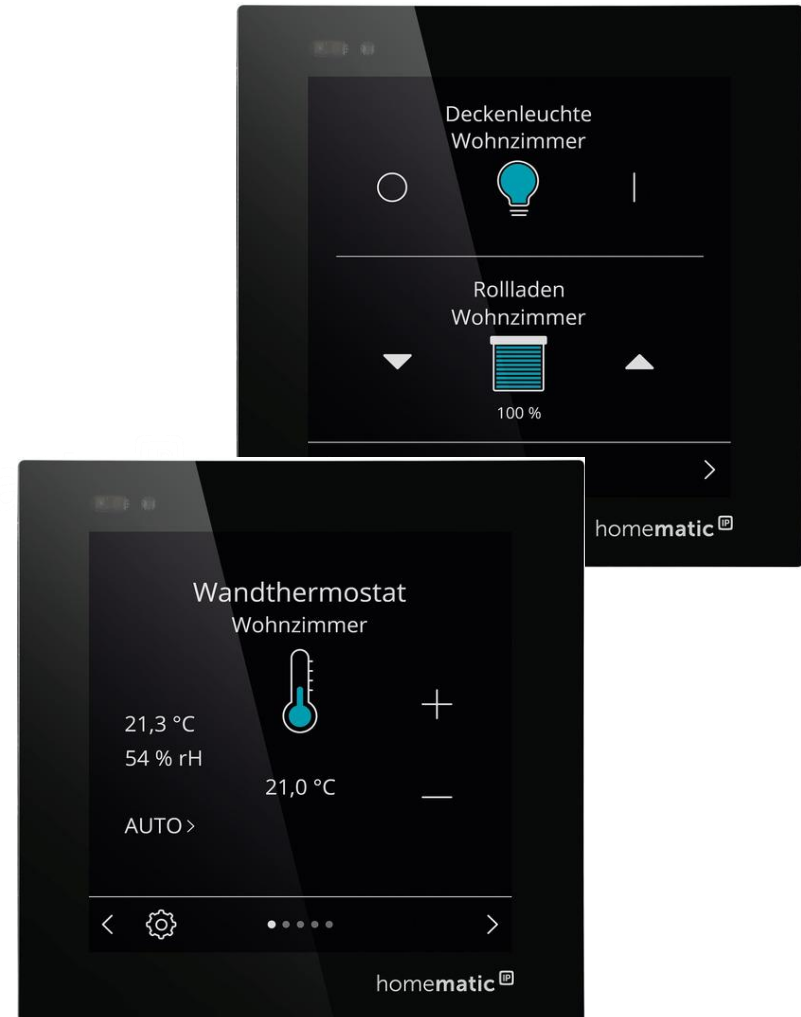 Deckenleuchte
Wohnzimmer
Rollladen
Wohnzimmer
100 %
homematic IP
Wandthermostat
Wohnzimmer
21,3 °C
54 % rH
21,0 °C
AUTO >
homematic IP